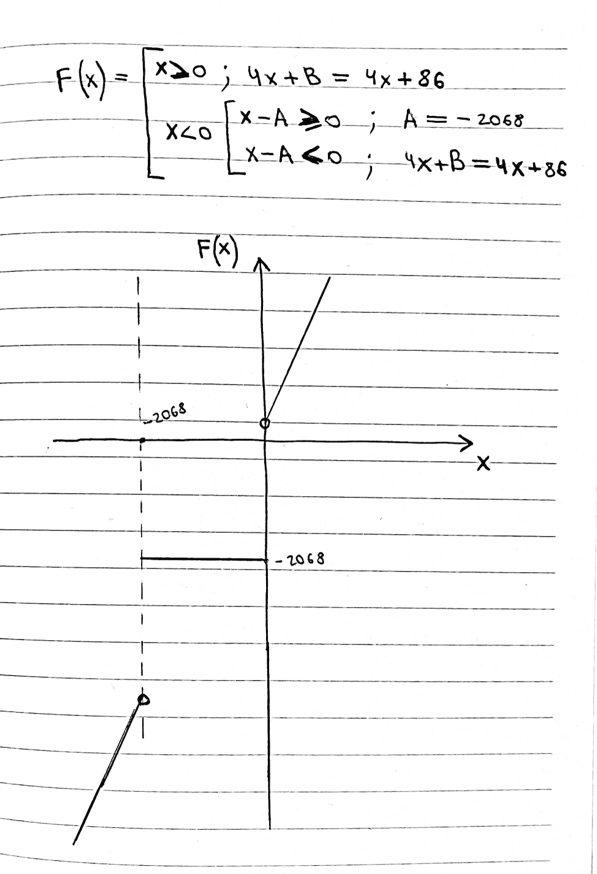 F(x) = [ x≥0 ; 4x+B = 4x+86
x<0 [ x-A ≥ 0 ; A = -2068
x-A < 0 ; 4x+B = 4x+86
F(x)
-2068
x
-2068